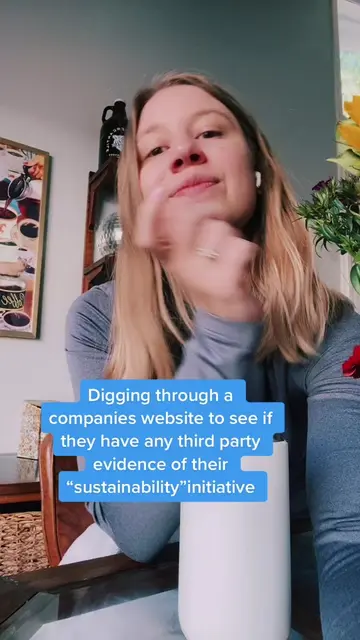 Digging through a
companies website to see if
they have any third party
evidence of their
“sustainability”initiative